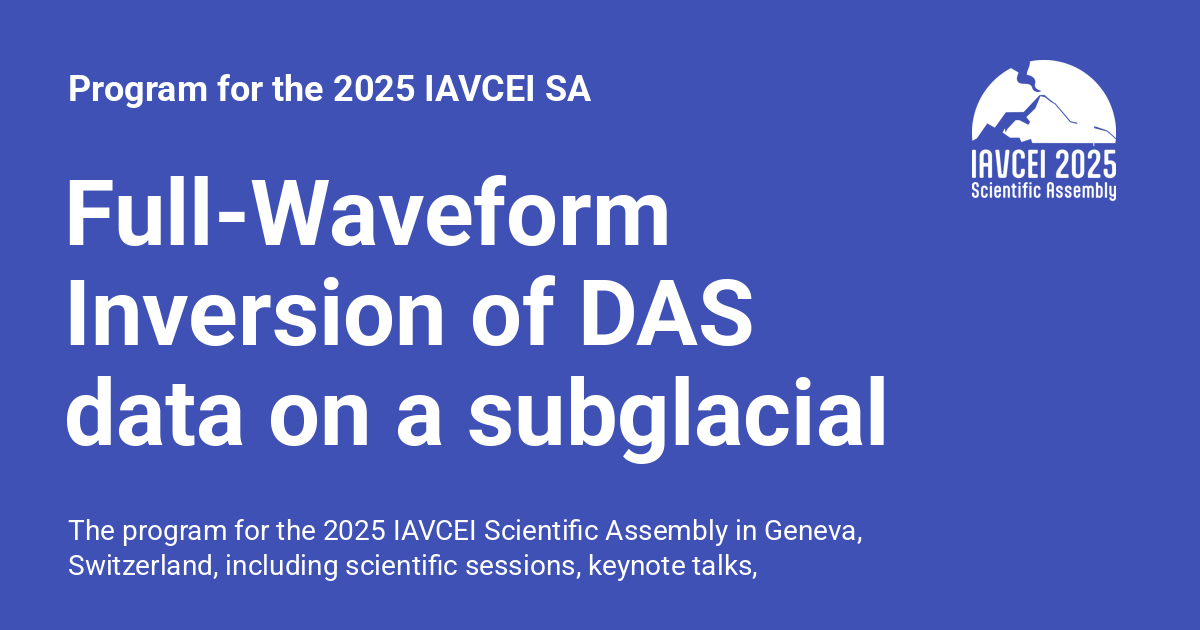 Program for the 2025 IAVCEI SA
IAVCEI 2025
Scientific Assembly
Full-Waveform
Inversion of DAS
data on a subglacial
The program for the 2025 IAVCEI Scientific Assembly in Geneva,
Switzerland, including scientific sessions, keynote talks,